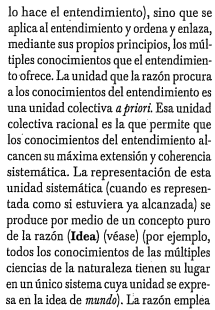 lo hace el entendimiento), sino que se
aplica al entendimiento y ordena y enlaza,
mediante sus propios principios, los múl-
tiples conocimientos que el entendimien-
to ofrece. La unidad que la razón procura
a los conocimientos del entendimiento es
una unidad colectiva a priori. Esa unidad
colectiva racional es la que permite que
los conocimientos del entendimiento al-
cancen su máxima extensión y coherencia
sistemática. La representación de esta
unidad sistemática (cuando es represen-
tada como si estuviera ya alcanzada) se
produce por medio de un concepto puro
de la razón (Idea) (véase) (por ejemplo,
todos los conocimientos de las múltiples
ciencias de la naturaleza tienen su lugar
en un único sistema cuya unidad se expre-
sa en la idea de mundo). La razón emplea